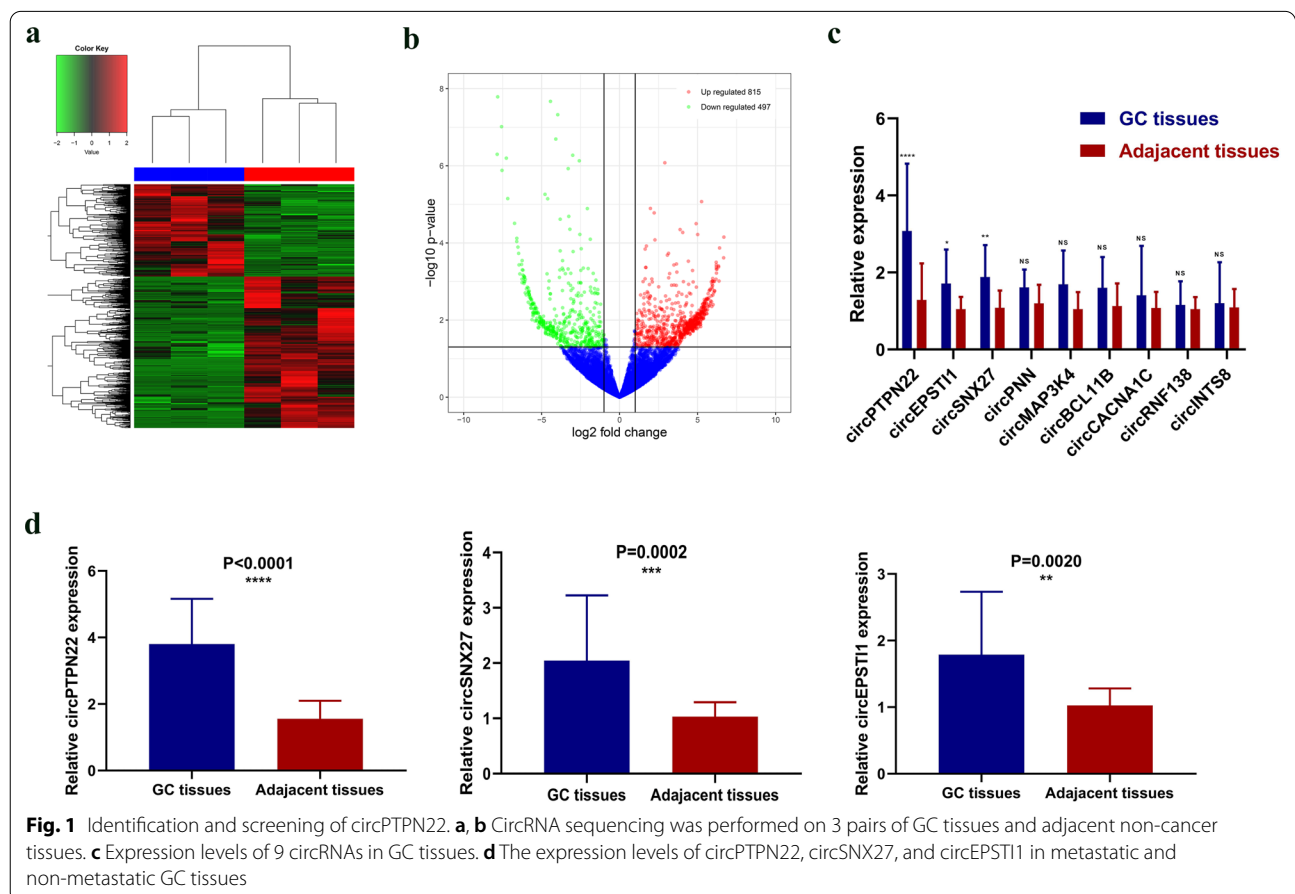 a
Color Key
−2 −1 0 1 2
Value
b
Up regulated 815
Down regulated 497
8
6
4
2
0
−log10 p-value
−10 −5 0 5 10
log2 fold change
c
GC tissues
Adajacent tissues
Relative expression
6
4
2
0
**** * ** NS NS NS NS NS NS
circPTPN22 circEPSTI1 circSNX27 circPNN circMAP3K4 circBCL11B circCACNA1C circRNF138 circINTS8
d
Relative circPTPN22 expression
6
4
2
0
P<0.0001
****
GC tissues Adajacent tissues
Relative circSNX27 expression
4
3
2
1
0
P=0.0002
***
GC tissues Adajacent tissues
Relative circEPSTI1 expression
3
2
1
0
P=0.0020
**
GC tissues Adajacent tissues
Fig. 1 Identification and screening of circPTPN22. a, b CircRNA sequencing was performed on 3 pairs of GC tissues and adjacent non-cancer
tissues. c Expression levels of 9 circRNAs in GC tissues. d The expression levels of circPTPN22, circSNX27, and circEPSTI1 in metastatic and
non-metastatic GC tissues